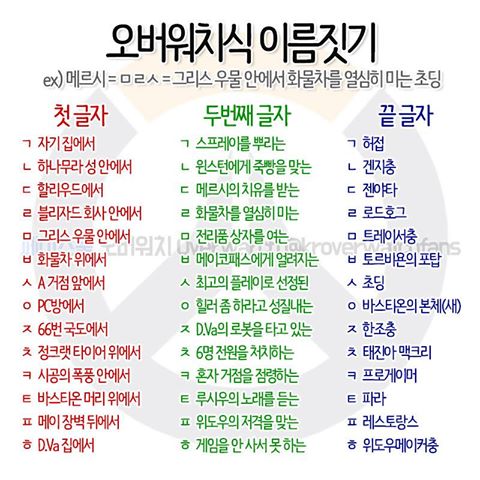 오버워치식 이름짓기
ex) 메르시 = ㅁㄹㅅ = 그리스 우물 안에서 화물차를 열심히 미는 초딩
첫 글자 두번째 글자 끝 글자
ㄱ 자기 집에서 ㄱ 스프레이를 뿌리는 ㄱ 허접
ㄴ 하나무라 성 안에서 ㄴ 윈스턴에게 죽빵을 맞는 ㄴ 겐지충
ㄷ 할리우드에서 ㄷ 메르시의 치유를 받는 ㄷ 젠야타
ㄹ 블리자드 회사 안에서 ㄹ 화물차를 열심히 미는 ㄹ 로드호그
ㅁ 그리스 우물 안에서 ㅁ 전리품 상자를 여는 ㅁ 트레이서충
ㅂ 화물차 위에서 ㅂ 메이코패스에게 얼려지는 ㅂ 토르비욘의 포탑
ㅅ A 거점 앞에서 ㅅ 최고의 플레이로 선정된 ㅅ 초딩
ㅇ PC방에서 ㅇ 힐러 좀 하라고 성질내는 ㅇ 바스티온의 본체(새)
ㅈ 66번 국도에서 ㅈ D.Va의 로봇을 타고 있는 ㅈ 한조충
ㅊ 정크랫 타이어 위에서 ㅊ 6명 전원을 처치하는 ㅊ 태진아 맥크리
ㅋ 시공의 폭풍 안에서 ㅋ 혼자 거점을 점령하는 ㅋ 프로게이머
ㅌ 바스티온 머리 위에서 ㅌ 루시우의 노래를 듣는 ㅌ 파라
ㅍ 메이 장벽 뒤에서 ㅍ 위도우의 저격을 맞는 ㅍ 레스토랑스
ㅎ D.Va 집에서 ㅎ 게임을 안 사서 못 하는 ㅎ 위도우메이커충